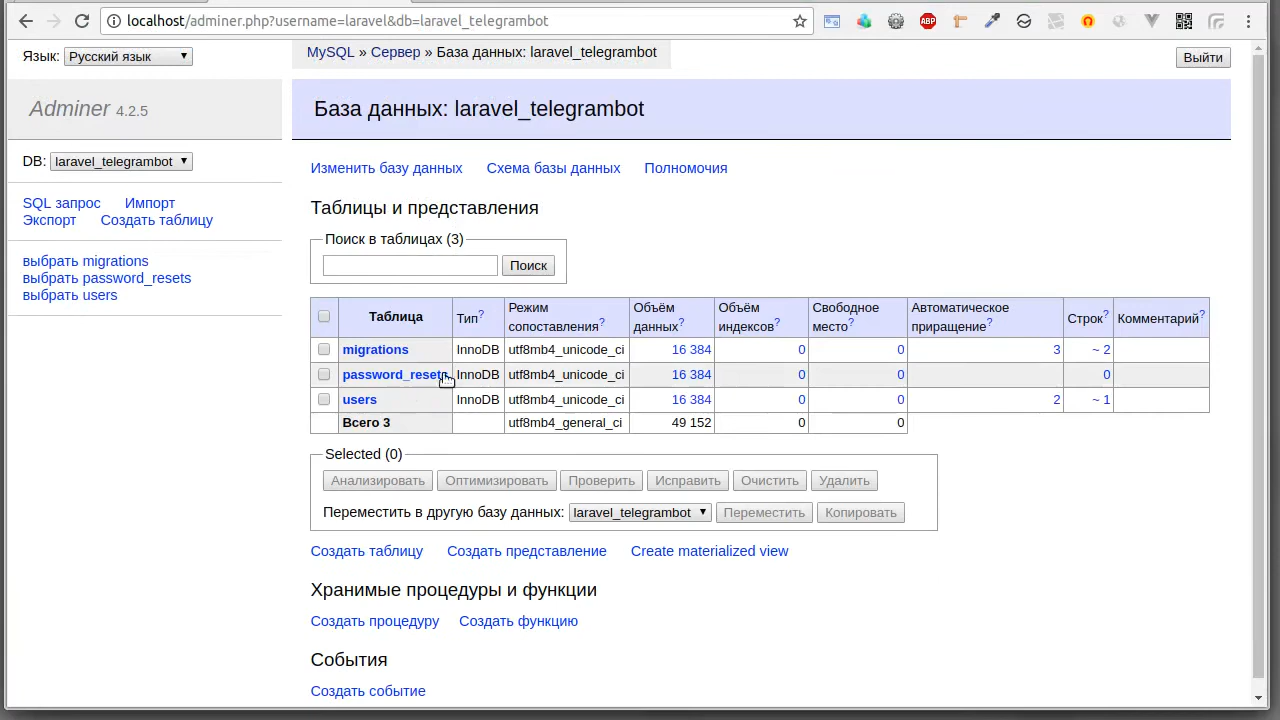 localhost/adminer.php?username=laravel&db=laravel_telegrambot
ABP
Язык: Русский язык
MySQL » Сервер » База данных: laravel_telegrambot
Выйти
Adminer 4.2.5
База данных: laravel_telegrambot
DB: laravel_telegrambot
SQL запрос Импорт
Экспорт Создать таблицу
выбрать migrations
выбрать password_resets
выбрать users
Изменить базу данных Схема базы данных Полномочия
Таблицы и представления
Поиск в таблицах (3)
Поиск
Таблица Тип? Режим сопоставления? Объём данных? Объём индексов? Свободное место? Автоматическое приращение? Строк? Комментарий?
migrations InnoDB utf8mb4_unicode_ci 16 384 0 0 3 ~ 2
password_resets InnoDB utf8mb4_unicode_ci 16 384 0 0 0
users InnoDB utf8mb4_unicode_ci 16 384 0 0 2 ~ 1
Всего 3 utf8mb4_general_ci 49 152 0 0
Selected (0)
Анализировать Оптимизировать Проверить Исправить Очистить Удалить
Переместить в другую базу данных: laravel_telegrambot Переместить Копировать
Создать таблицу Создать представление Create materialized view
Хранимые процедуры и функции
Создать процедуру Создать функцию
События
Создать событие